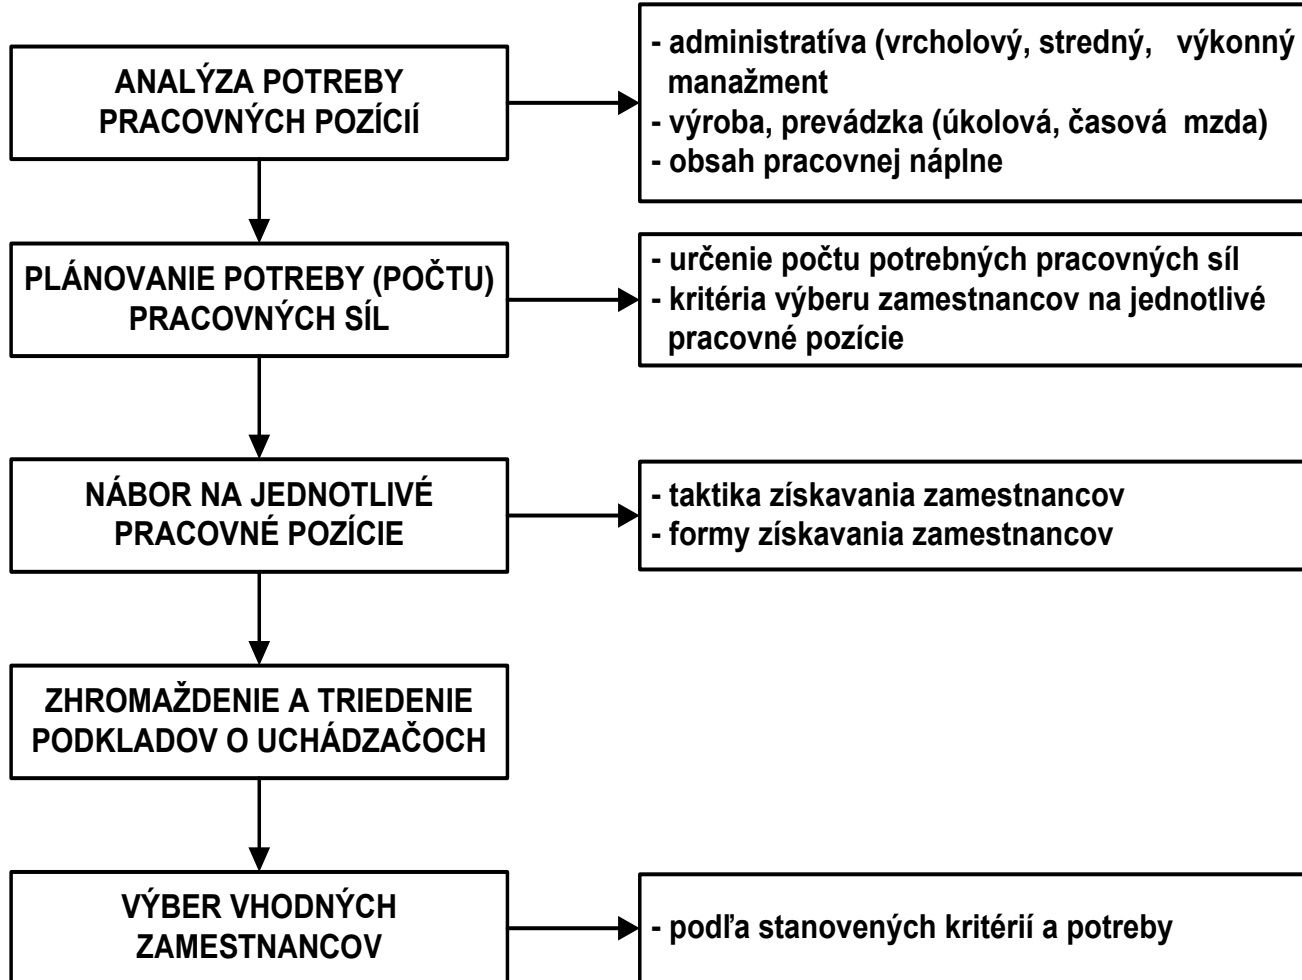 ANALÝZA POTREBY
PRACOVNÝCH POZÍCIÍ
- administratíva (vrcholový, stredný, výkonný
manažment
- výroba, prevádzka (úkolová, časová mzda)
- obsah pracovnej náplne
PLÁNOVANIE POTREBY (POČTU)
PRACOVNÝCH SÍL
- určenie počtu potrebných pracovných síl
- kritéria výberu zamestnancov na jednotlivé
pracovné pozície
NÁBOR NA JEDNOTLIVÉ
PRACOVNÉ POZÍCIE
- taktika získavania zamestnancov
- formy získavania zamestnancov
ZHROMAŽDENIE A TRIEDENIE
PODKLADOV O UCHÁDZAČOCH
VÝBER VHODNÝCH
ZAMESTNANCOV
- podľa stanovených kritérií a potreby